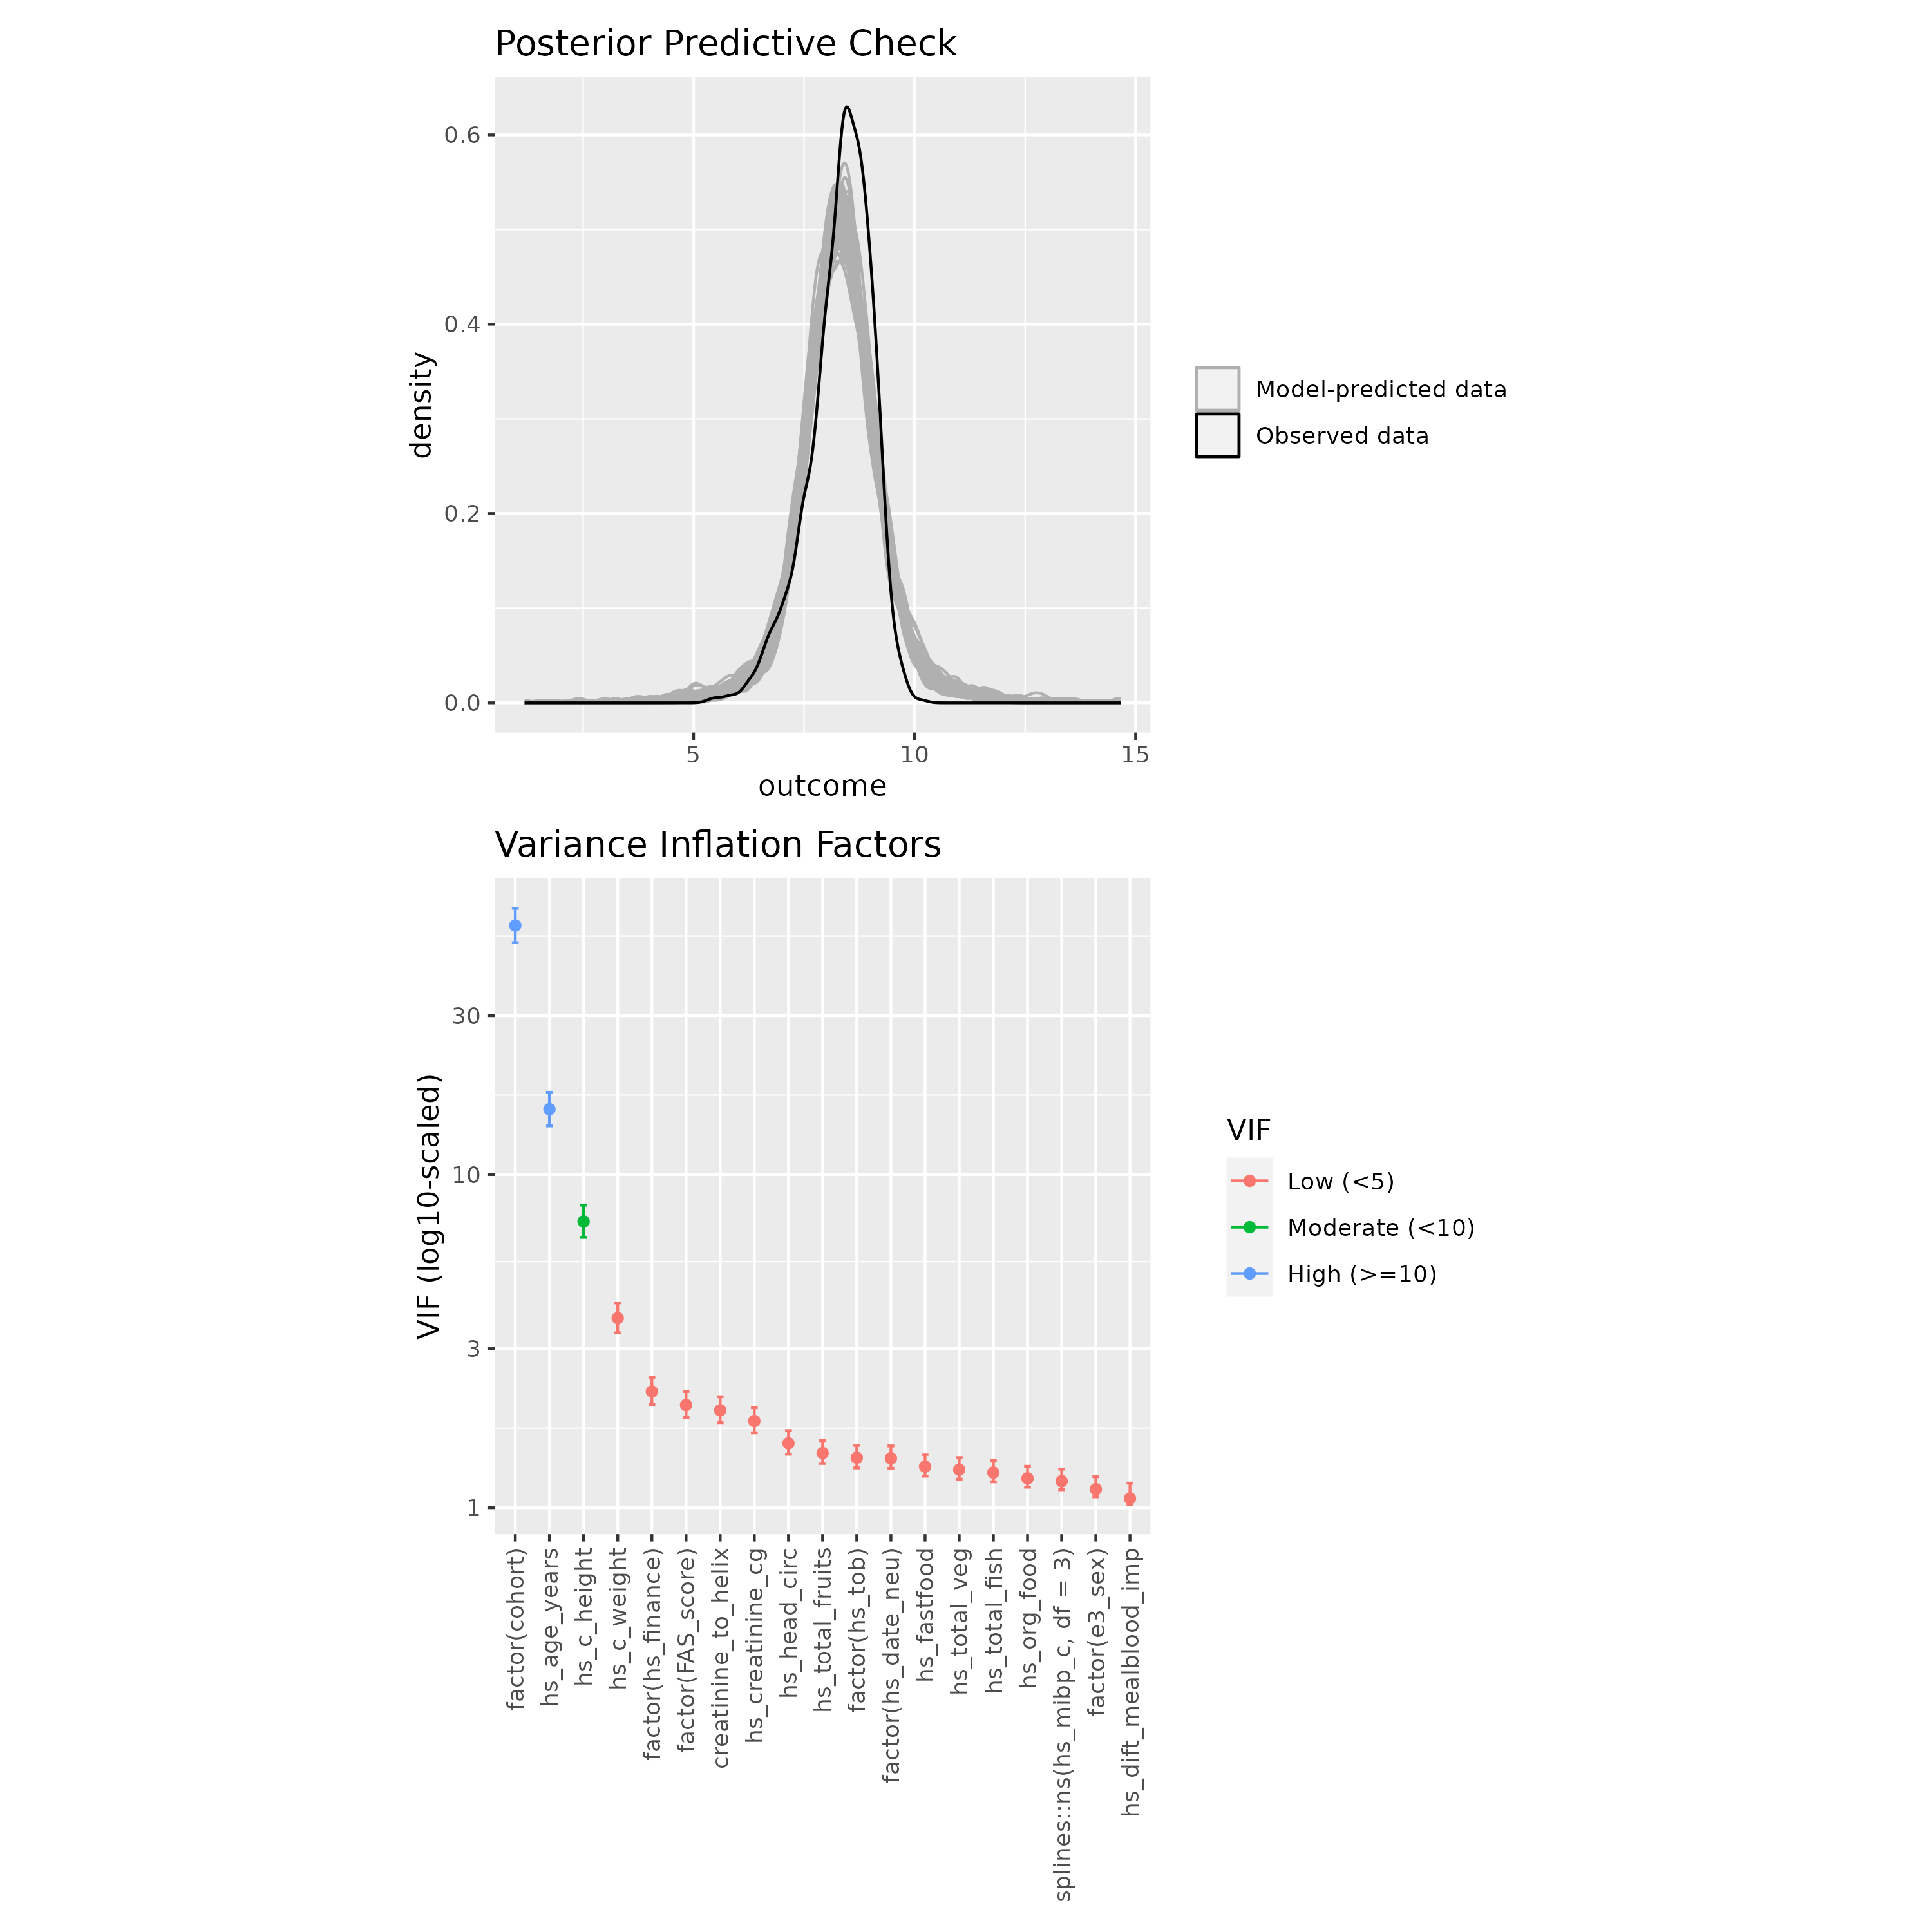 Posterior Predictive Check
0.6
0.4
0.2
0.0
density
5
10
15
outcome
Model-predicted data
Observed data
Variance Inflation Factors
30
10
3
1
VIF (log10-scaled)
factor(cohort)
hs_age_years
hs_c_height
hs_c_weight
factor(hs_finance)
factor(FAS_score)
creatinine_to_helix
hs_creatinine_cg
hs_head_circ
hs_total_fruits
factor(hs_tob)
factor(hs_date_neu)
hs_fastfood
hs_total_veg
hs_total_fish
hs_org_food
splines::ns(hs_mibp_c, df = 3)
factor(e3_sex)
hs_dift_mealblood_imp
VIF
Low (<5)
Moderate (<10)
High (>=10)